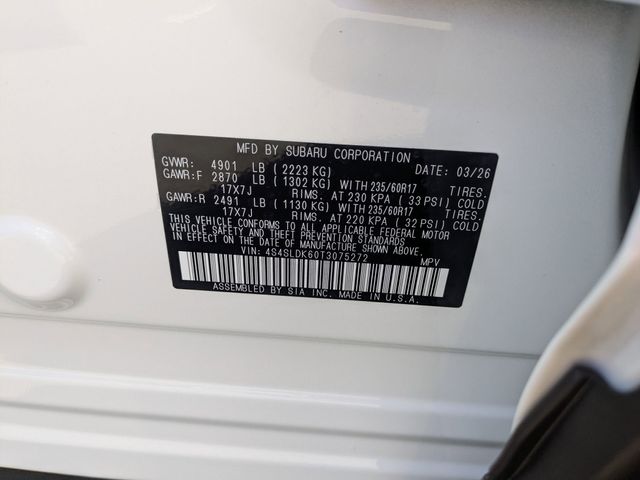 MFD BY SUBARU CORPORATION
GVWR: 4901 LB ( 2223 KG) DATE: 03/26
GAWR:F 2870 LB ( 1302 KG) WITH 235/60R17 TIRES.
17X7J RIMS. AT 230 KPA ( 33 PSI) COLD
GAWR:R 2491 LB ( 1130 KG) WITH 235/60R17 TIRES.
17X7J RIMS. AT 220 KPA ( 32 PSI) COLD
THIS VEHICLE CONFORMS TO ALL APPLICABLE FEDERAL MOTOR
VEHICLE SAFETY AND THEFT PREVENTION STANDARDS
IN EFFECT ON THE DATE OF MANUFACTURE SHOWN ABOVE.
VIN: 4S4SLDK60T3075272 MPV
ASSEMBLED BY SIA INC. MADE IN U.S.A.